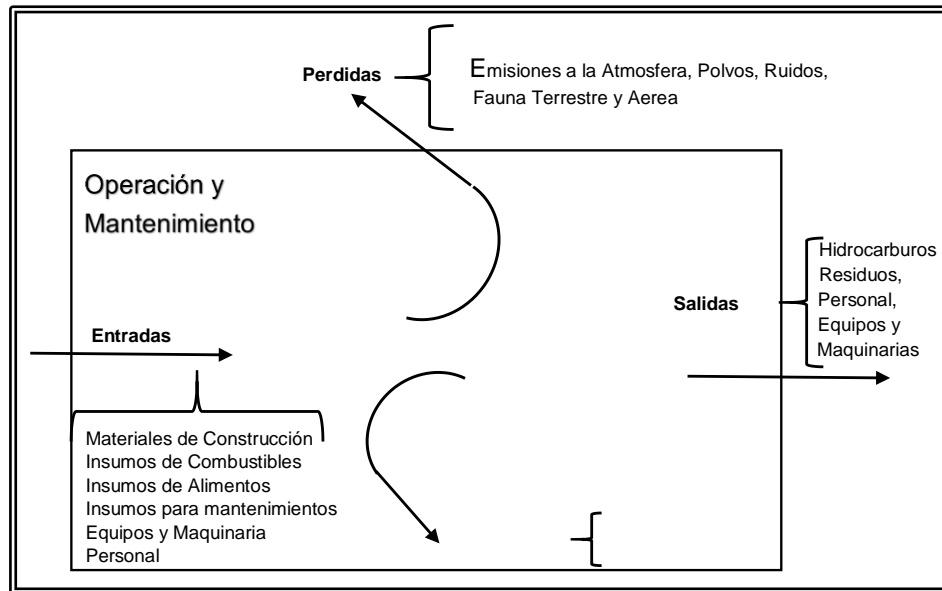 Perdidas
Emisiones a la Atmosfera, Polvos, Ruidos,
Fauna Terrestre y Aerea
Operación y
Mantenimiento
Entradas
Materiales de Construcción
Insumos de Combustibles
Insumos de Alimentos
Insumos para mantenimientos
Equipos y Maquinaria
Personal
Salidas
Hidrocarburos
Residuos,
Personal,
Equipos y
Maquinarias